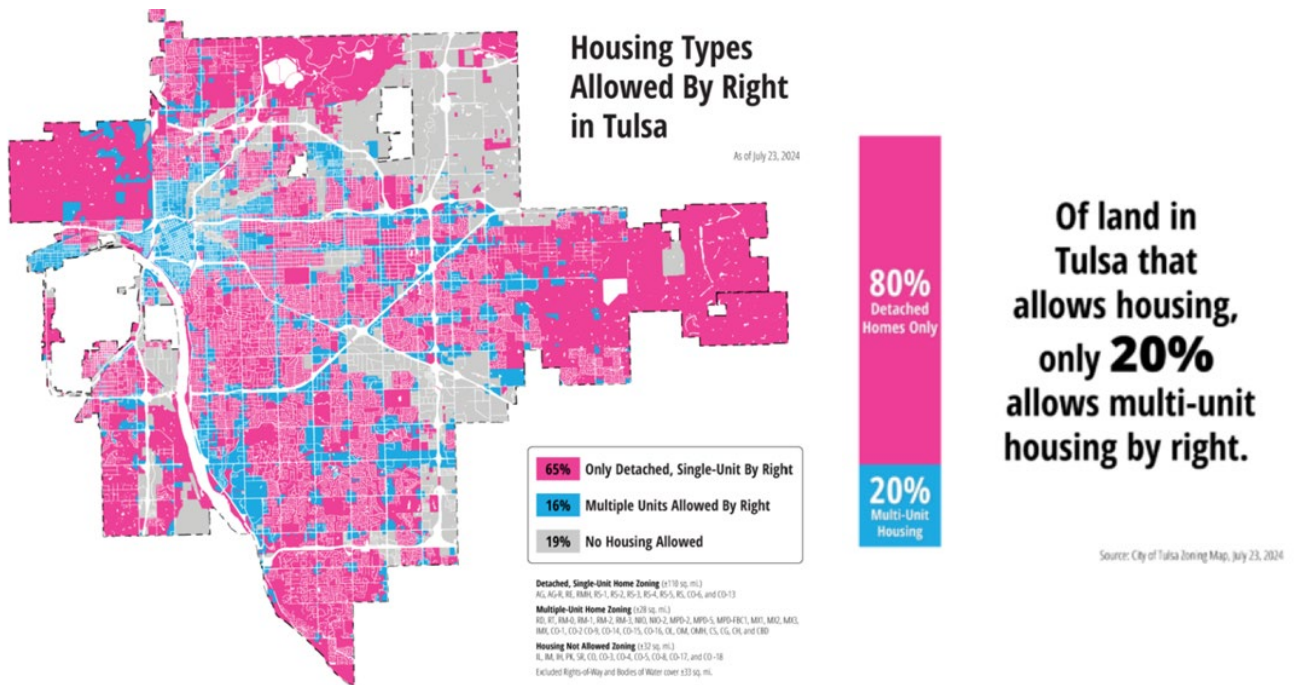 Housing Types
Allowed By Right
in Tulsa
As of July 23, 2024
65% Only Detached, Single-Unit By Right
16% Multiple Units Allowed By Right
19% No Housing Allowed
Detached, Single-Unit Home Zoning (±110 sq. mi.)
AG, AG-R, RE, RMH, RS-1, RS-2, RS-3, RS-4, RS-5, RS, CO-6, and CO-13
Multiple-Unit Home Zoning (±28 sq. mi.)
RD, RT, RM-0, RM-1, RM-2, RM-3, NIO, NIO-2, MPD-2, MPD-5, MPD-FBC1, MX1, MX2, MX3,
IMX, CO-1, CO-2 CO-9, CO-14, CO-15, CO-16, OL, OM, OMH, CS, CG, CH, and CBD
Housing Not Allowed Zoning (±32 sq. mi.)
IL, IM, IH, PK, SR, CO, CO-3, CO-4, CO-5, CO-8, CO-17, and CO -18
Excluded Rights-of-Way and Bodies of Water cover ±33 sq. mi.
80%
Detached
Homes Only
20%
Multi-Unit
Housing
Of land in
Tulsa that
allows housing,
only 20%
allows multi-unit
housing by right.
Source: City of Tulsa Zoning Map, July 23, 2024